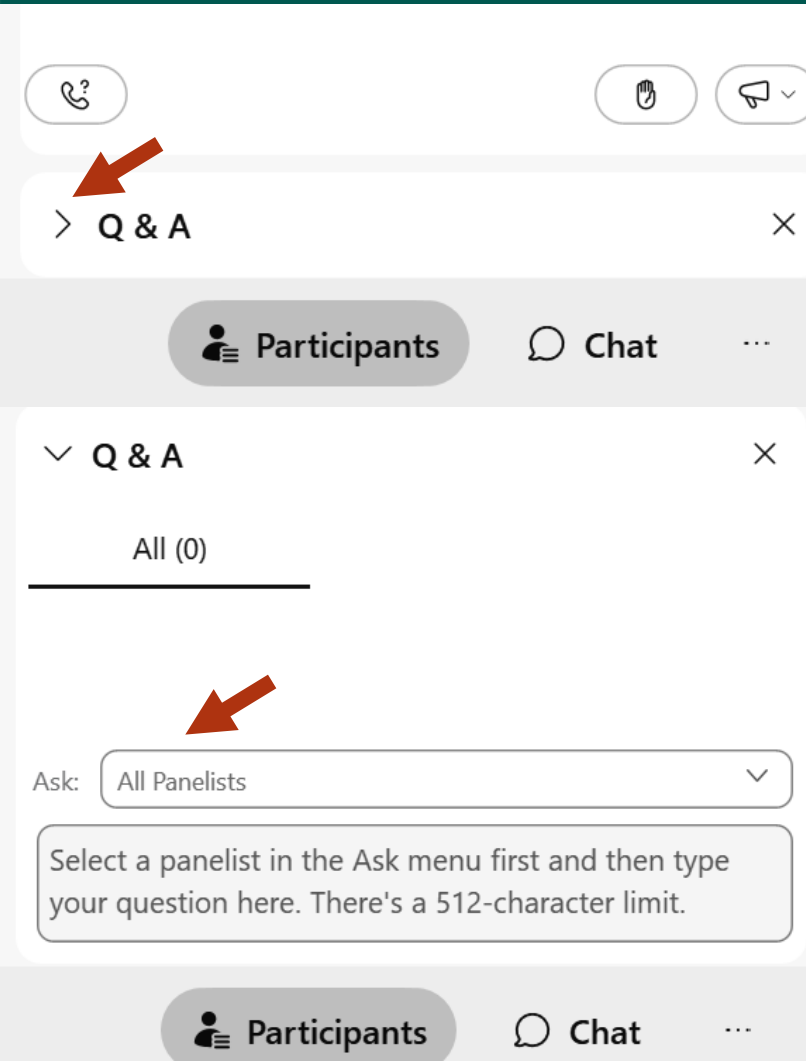 Q & A
Participants
Chat
Q & A
All (0)
Ask:
All Panelists
Select a panelist in the Ask menu first and then type
your question here. There's a 512-character limit.
Participants
Chat